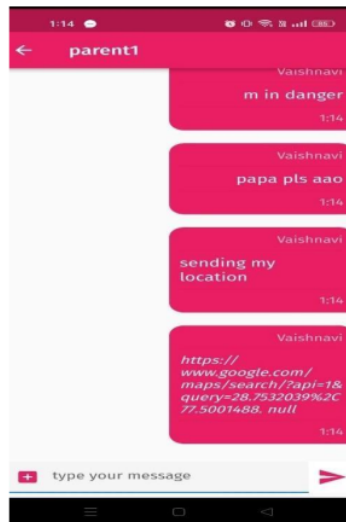 1:14
parent1
Vaishnavi
m in danger
1:14
Vaishnavi
papa pls aao
1:14
Vaishnavi
sending my
location
1:14
Vaishnavi
https://
www.google.com/
maps/search/?api=1&
query=28.7532039%2C
77.5001488. null
1:14
type your message